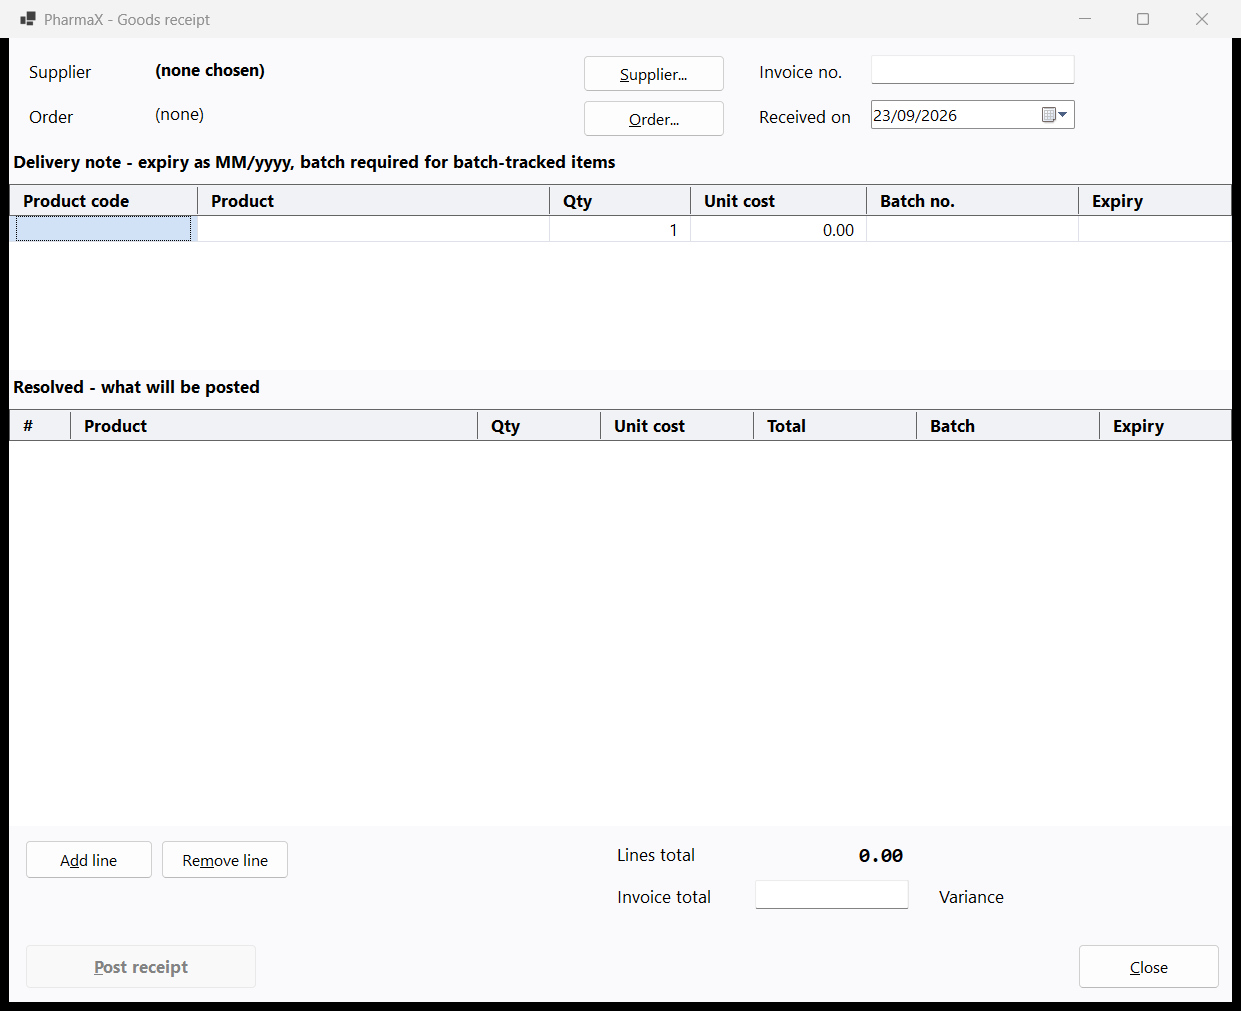 PharmaX - Goods receipt
Supplier (none chosen) Supplier... Invoice no.
Order (none) Order... Received on 23/09/2026
Delivery note - expiry as MM/yyyy, batch required for batch-tracked items
Product code Product Qty Unit cost Batch no. Expiry
1 0.00
Resolved - what will be posted
# Product Qty Unit cost Total Batch Expiry
Add line Remove line Lines total 0.00
Invoice total Variance
Post receipt Close